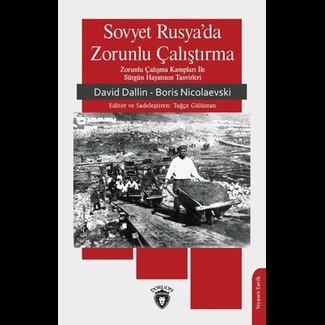 Sovyet Rusya'da
Zorunlu Çalıştırma
Zorunlu Çalışma Kampları İle
Sürgün Hayatının Tasvirleri
David Dallin - Boris Nicolaevski
Editör ve Sadeleştiren: Tuğçe Gülüstan
Siyaset-Tarih
DORLION